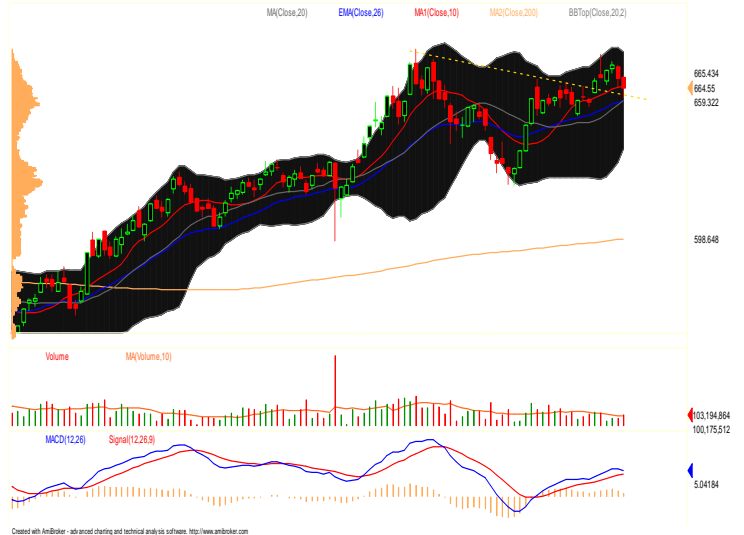 MA(Close,20) EMA(Close,26) MA1(Close,10) MA2(Close,200) BBTop(Close,20,2)
665.434
664.55
659.322
598.648
Volume MA(Volume,10)
103,194,864
100,175,512
MACD(12,26) Signal(12,26,9)
5.04184
Created with AmiBroker - advanced charting and technical analysis software. http://www.amibroker.com